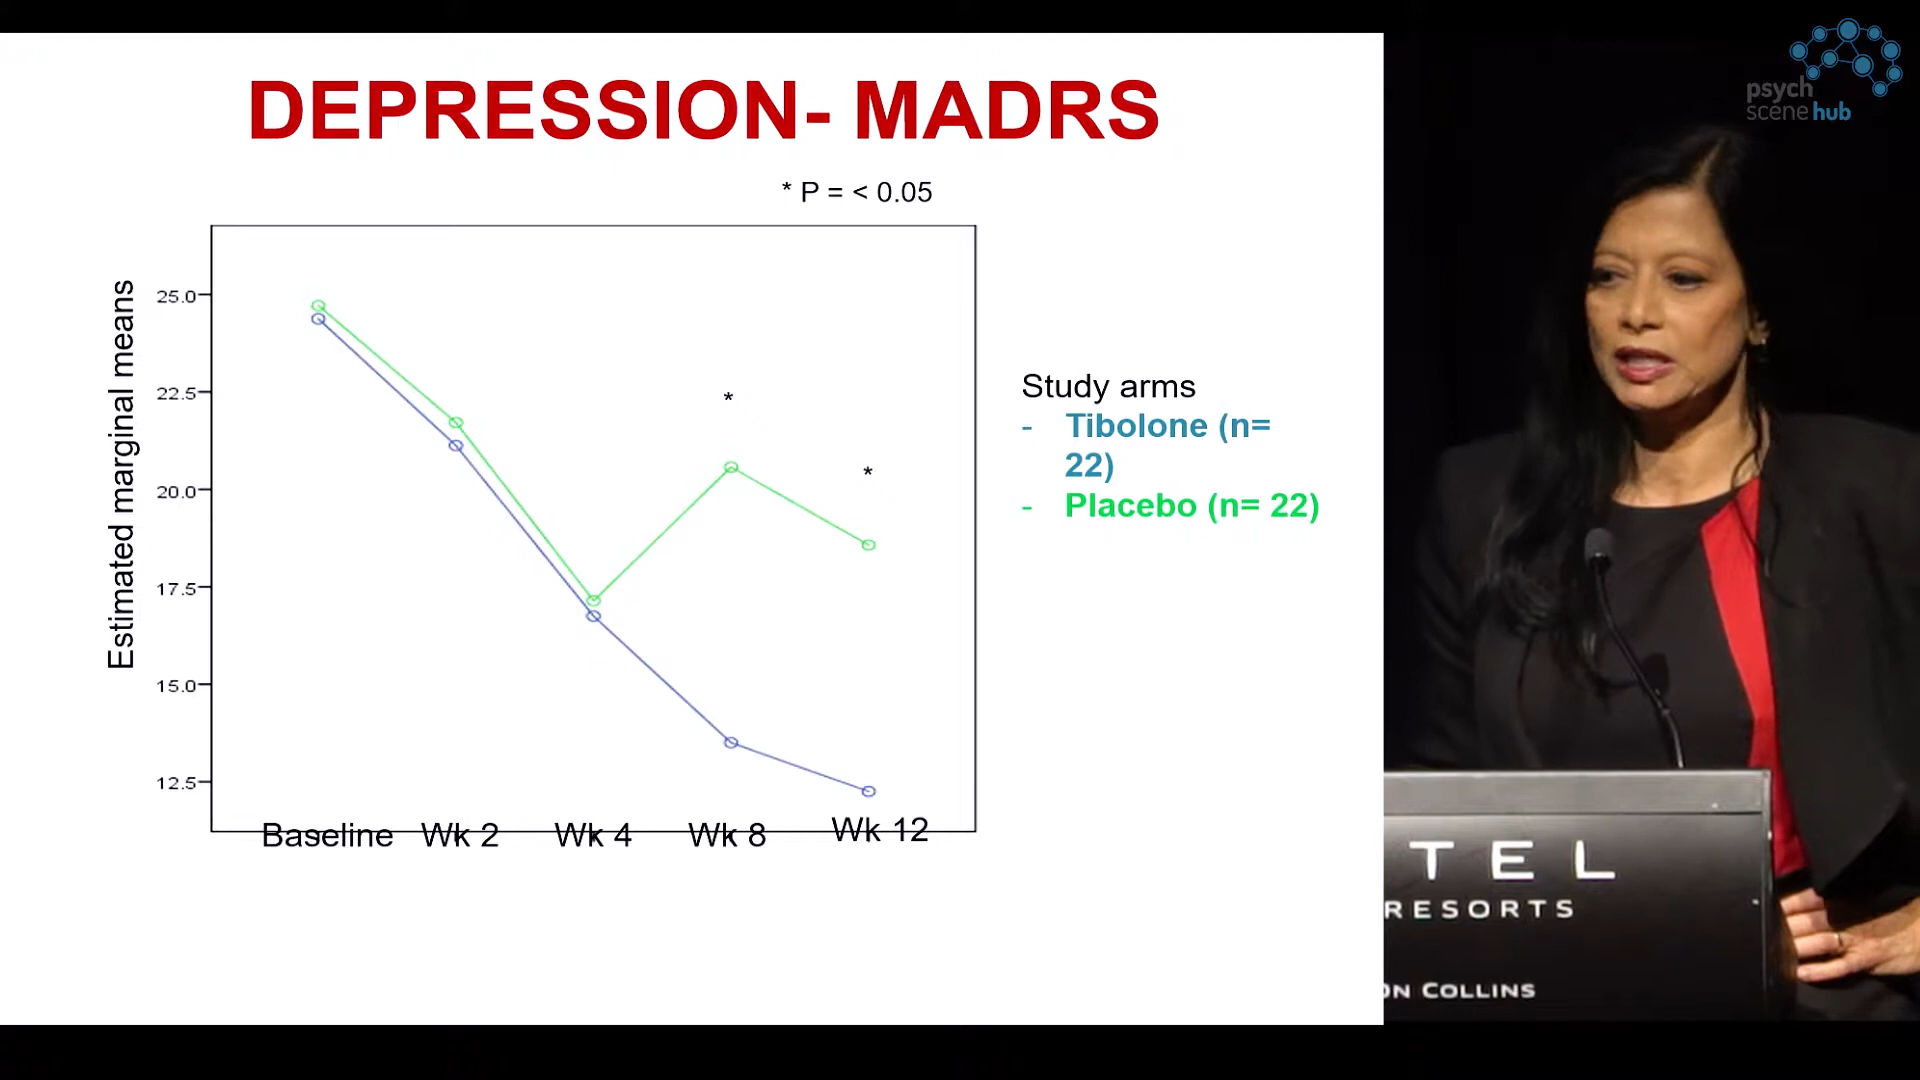 psych
scene hub
DEPRESSION- MADRS
* P = < 0.05
Estimated marginal means
25.0
22.5
20.0
17.5
15.0
12.5
*
*
Baseline Wk 2 Wk 4 Wk 8 Wk 12
Study arms
- Tibolone (n=
22)
- Placebo (n= 22)
TEL
RESORTS
ON COLLINS